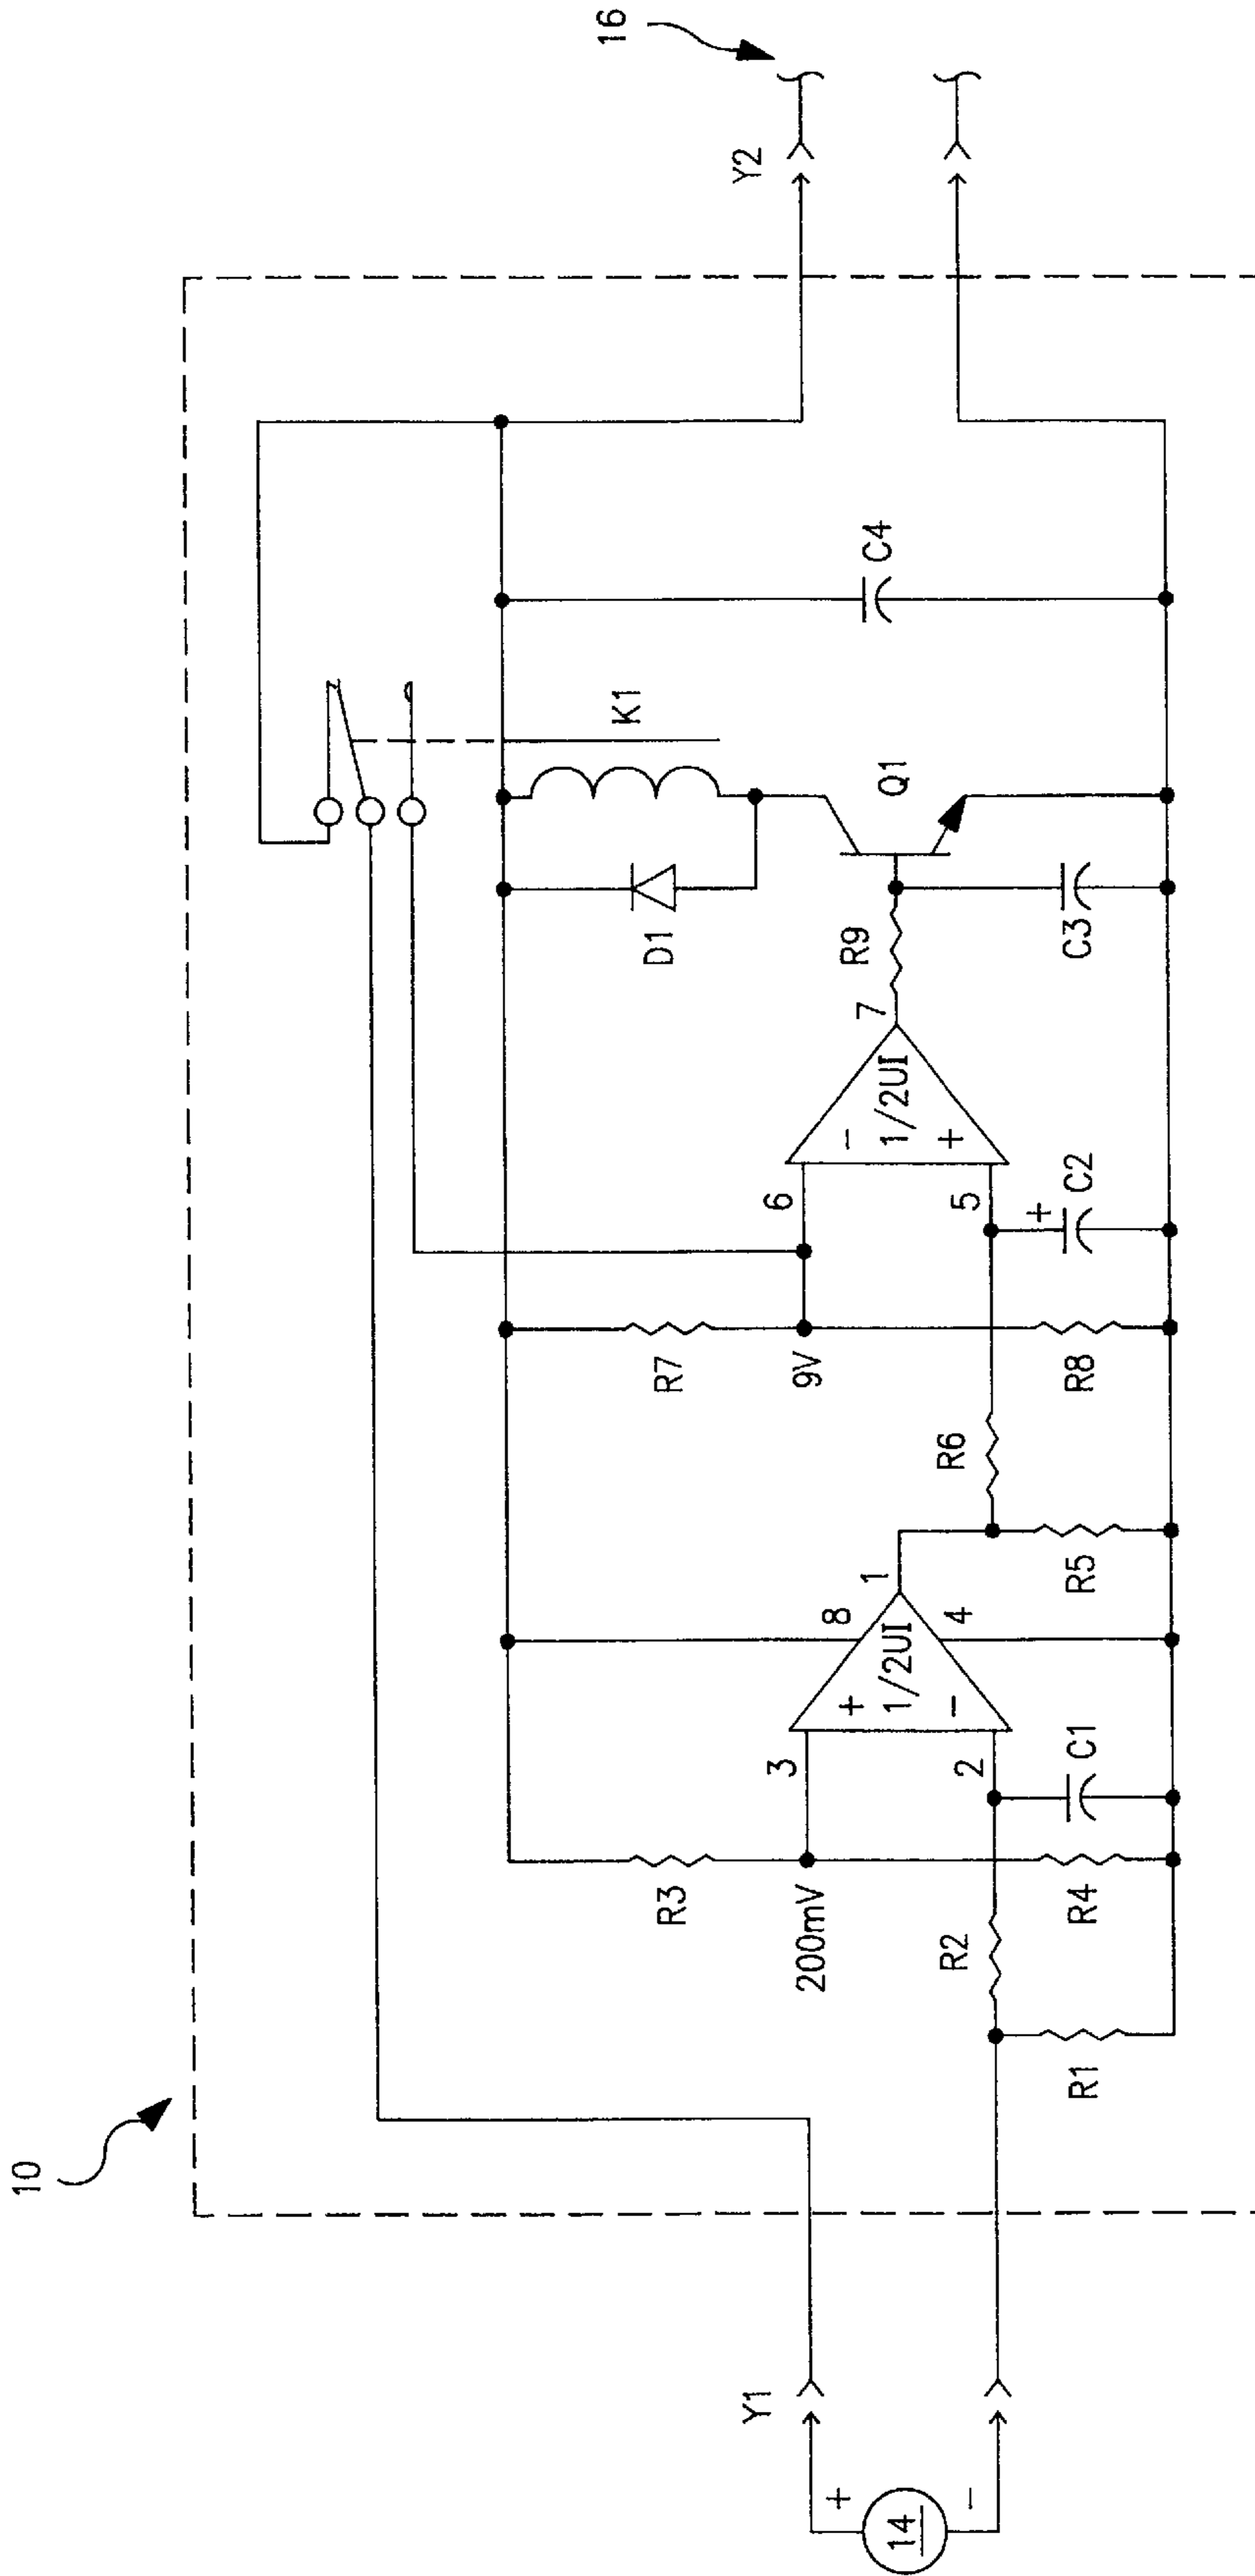 10
16
Y2
K1
C4
Q1
D1
R9
C3
7
1/2UI
-
+
6
5
+
C2
R7
9V
R8
R6
R5
1
8
4
1/2UI
+
-
3
2
C1
R3
200mV
R4
R2
R1
Y1
+
14
-